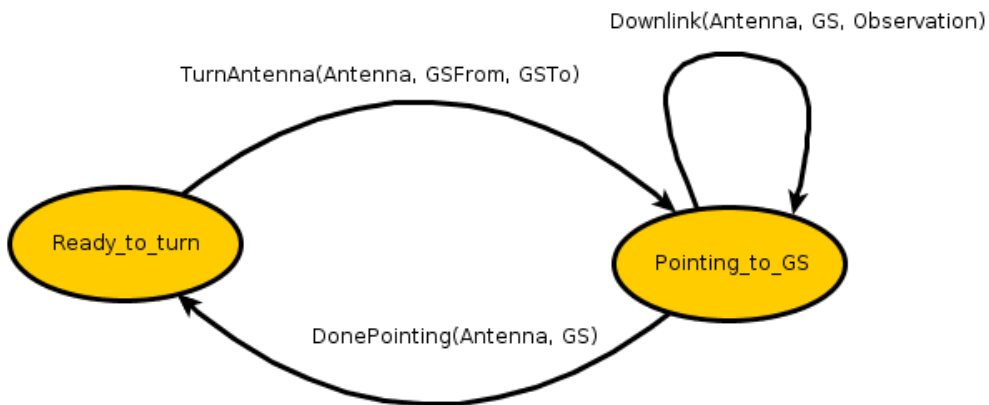 Downlink(Antenna, GS, Observation)
TurnAntenna(Antenna, GSFrom, GSTo)
Ready_to_turn
Pointing_to_GS
DonePointing(Antenna, GS)